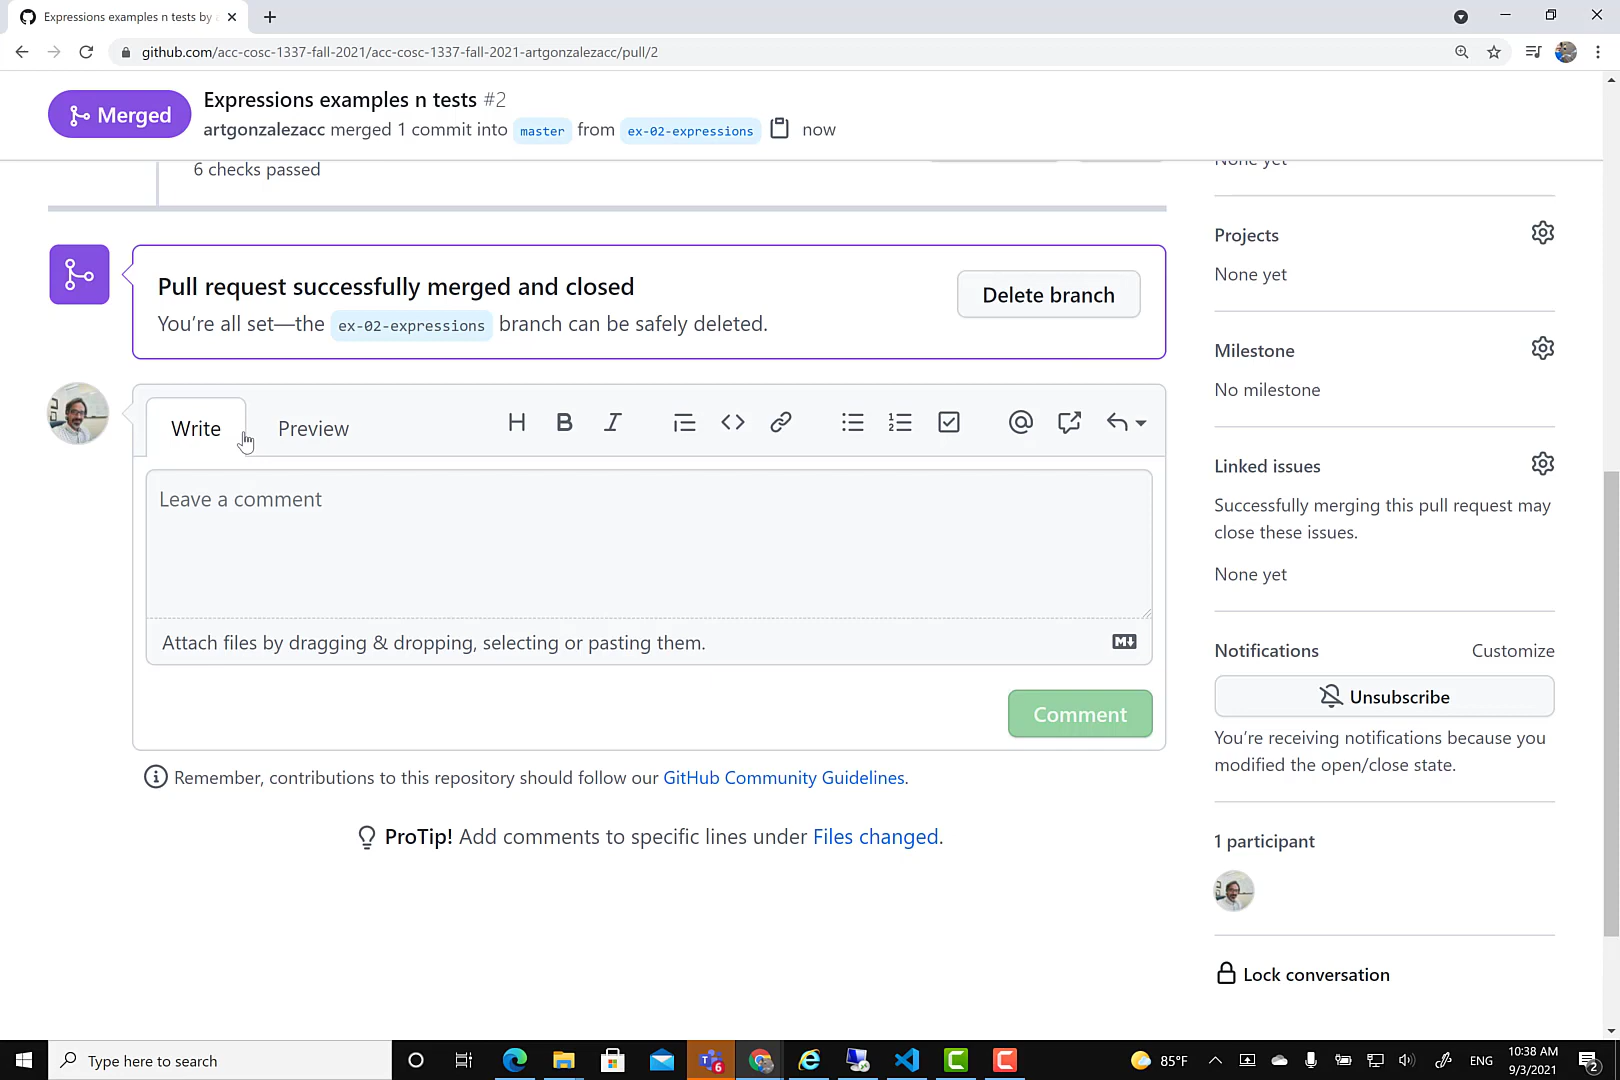 Expressions examples n tests by a
github.com/acc-cosc-1337-fall-2021/acc-cosc-1337-fall-2021-artgonzalezacc/pull/2
Merged
Expressions examples n tests #2
artgonzalezacc merged 1 commit into master from ex-02-expressions now
6 checks passed
None yet
Projects
None yet
Pull request successfully merged and closed
You're all set—the ex-02-expressions branch can be safely deleted.
Delete branch
Milestone
No milestone
Write
Preview
H B I
@
Leave a comment
Linked issues
Successfully merging this pull request may
close these issues.
None yet
Attach files by dragging & dropping, selecting or pasting them.
M
Comment
Notifications
Customize
Unsubscribe
You're receiving notifications because you
modified the open/close state.
Remember, contributions to this repository should follow our GitHub Community Guidelines.
ProTip! Add comments to specific lines under Files changed.
1 participant
Lock conversation
Type here to search
T
6
85°F
ENG
10:38 AM
9/3/2021
2